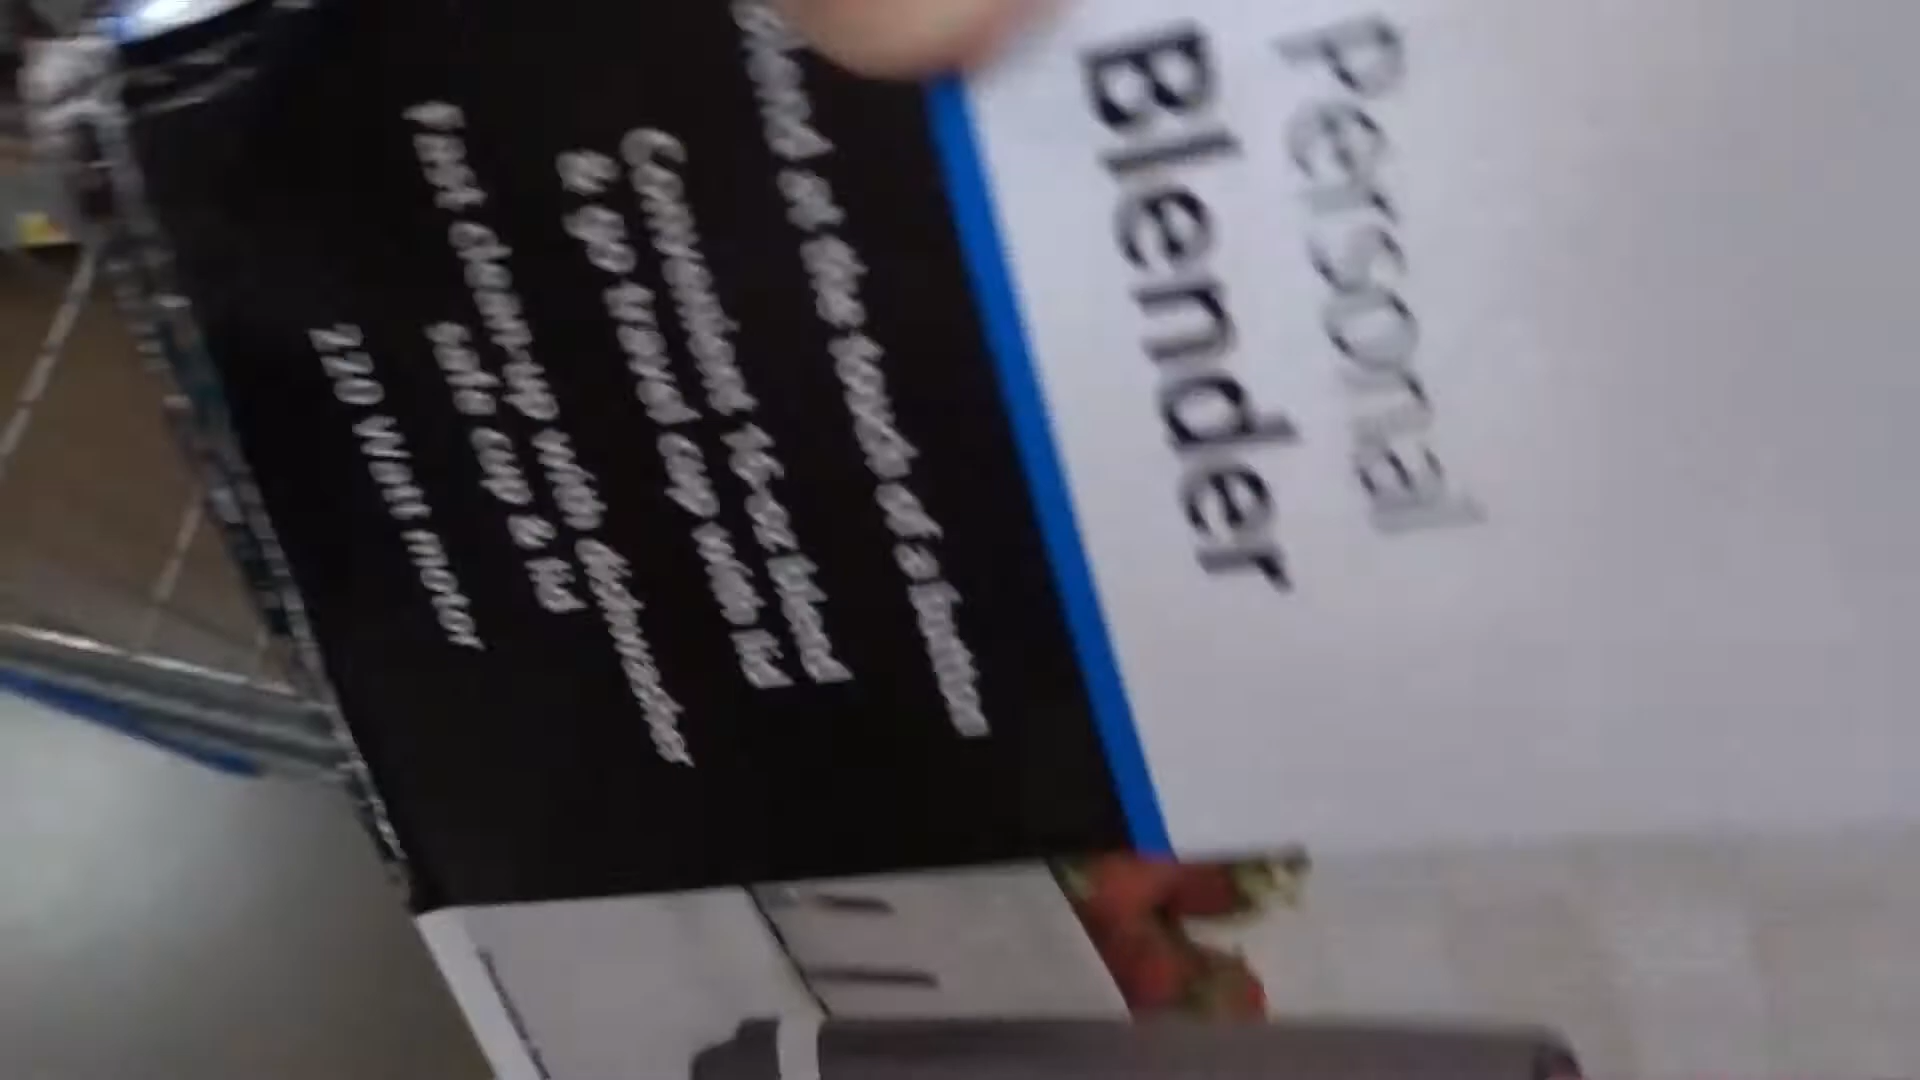 Personal
Blender
Blend at the touch of a button
Convenient 16-oz blend
& go travel cup with lid
Fast clean-up with dishwasher
safe cup & lid
220 Watt motor